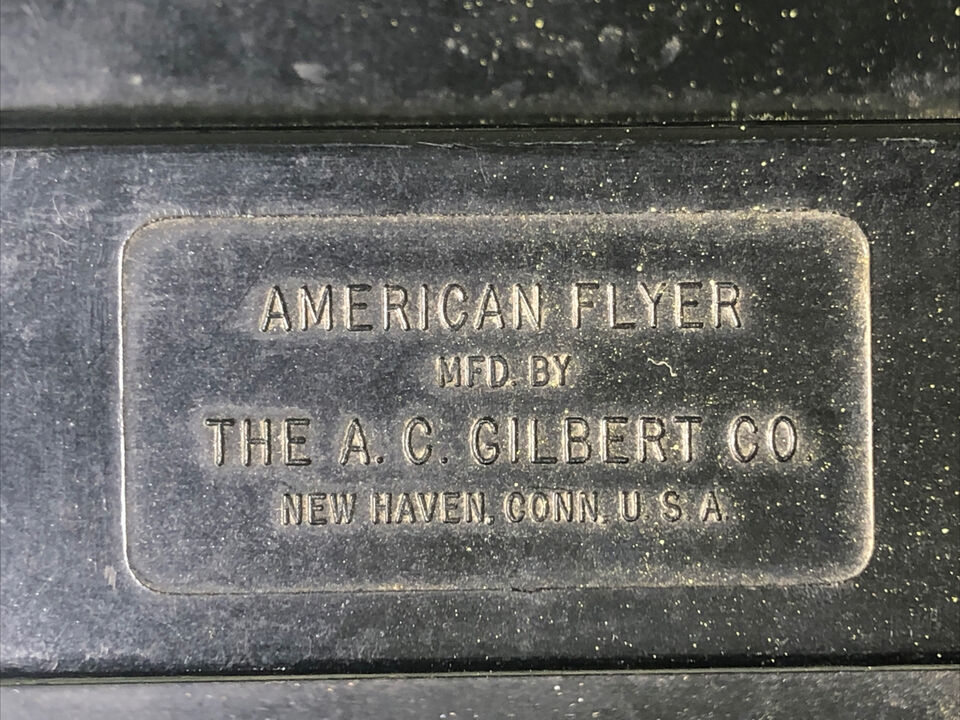 AMERICAN FLYER
MFD. BY
THE A. C. GILBERT CO.
NEW HAVEN, CONN. U. S. A.